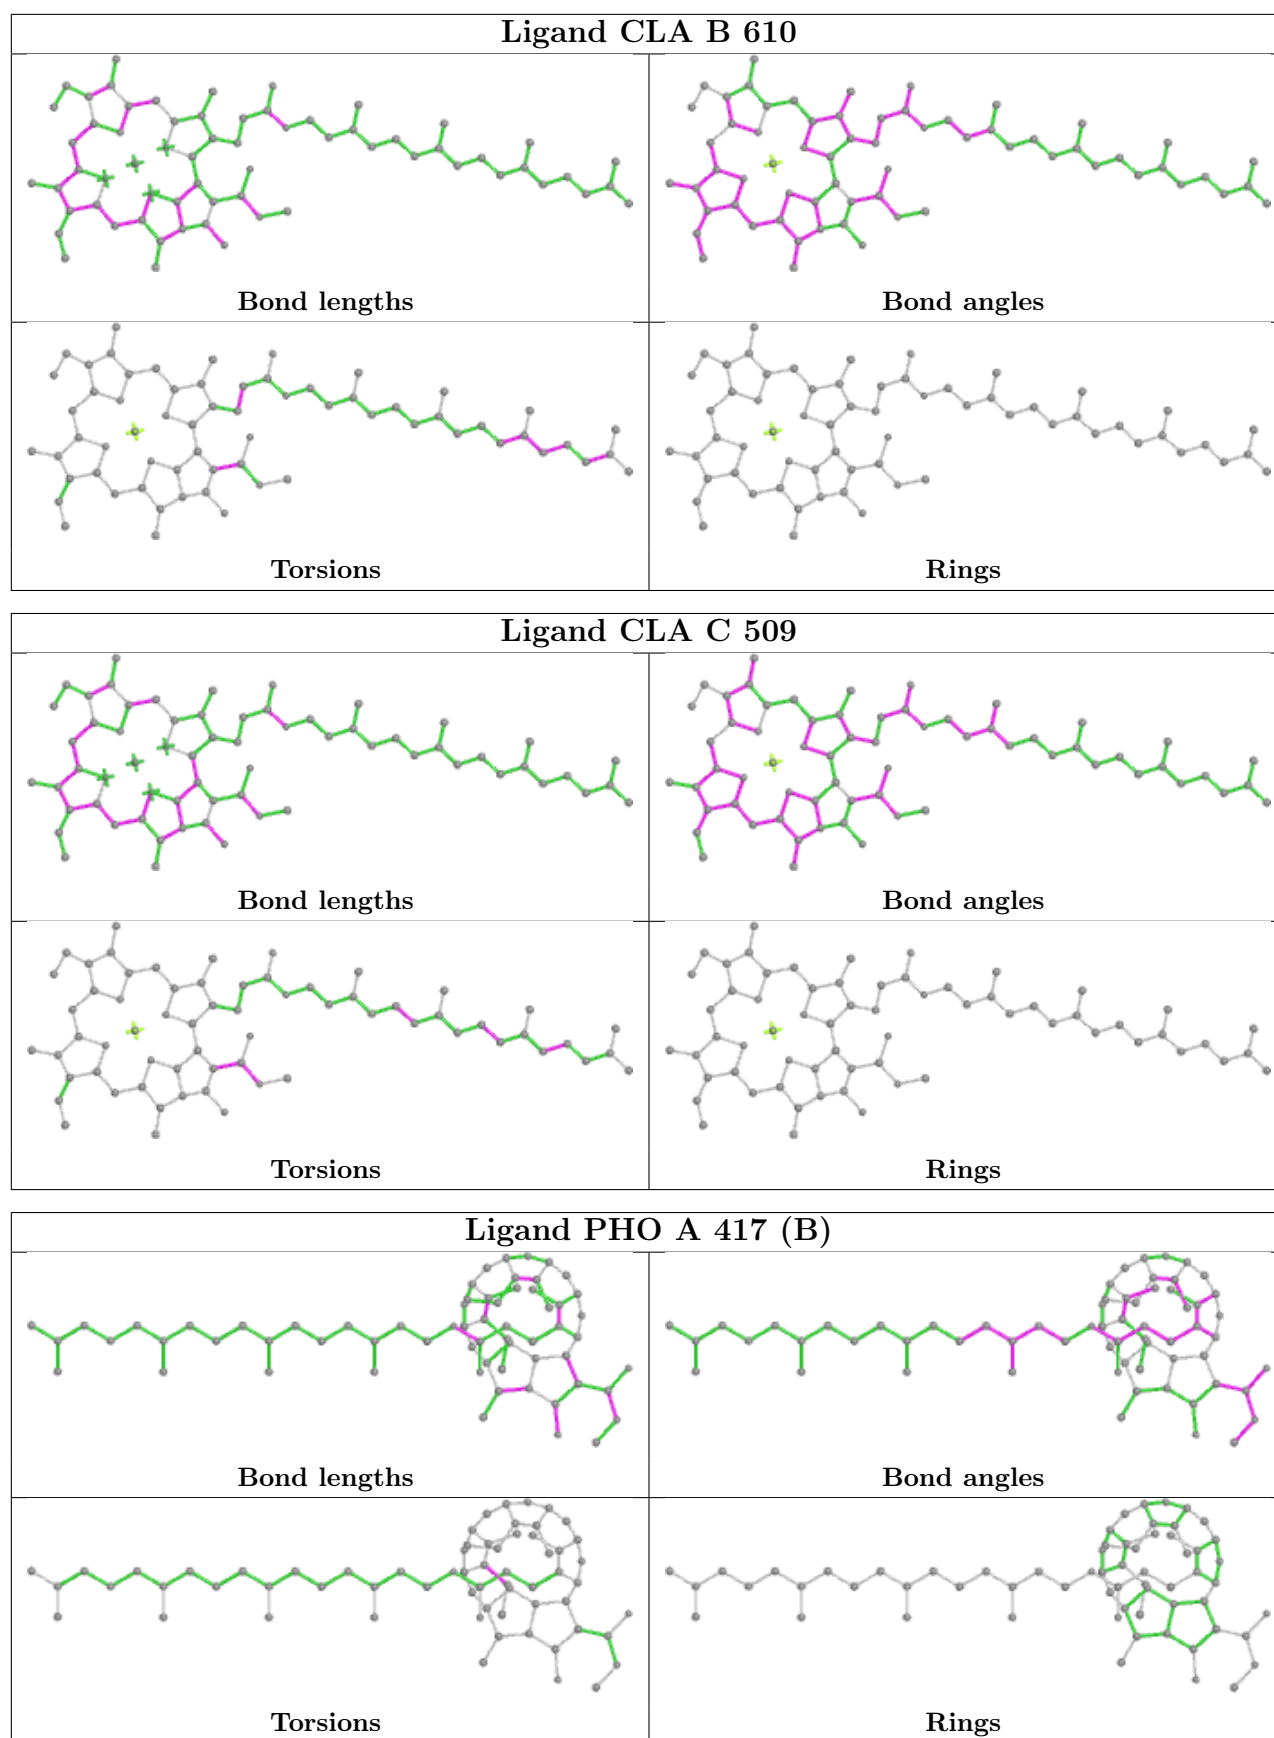 Ligand CLA B 610
Bond lengths
Bond angles
Torsions
Rings
Ligand CLA C 509
Bond lengths
Bond angles
Torsions
Rings
Ligand PHO A 417 (B)
Bond lengths
Bond angles
Torsions
Rings